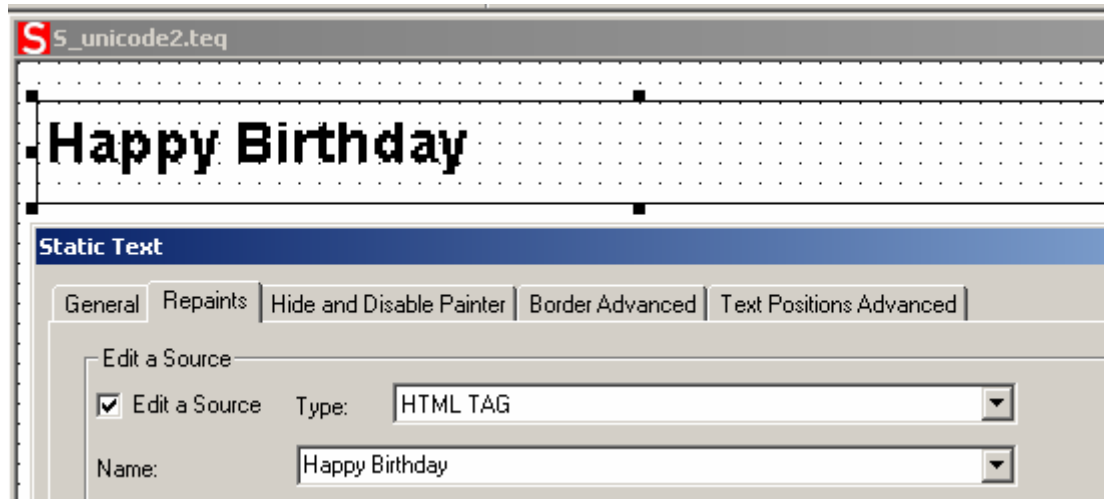 S S_unicode2.teq
Happy Birthday
Static Text
General Repaints Hide and Disable Painter Border Advanced Text Positions Advanced
Edit a Source
Edit a Source Type: HTML TAG
Name: Happy Birthday